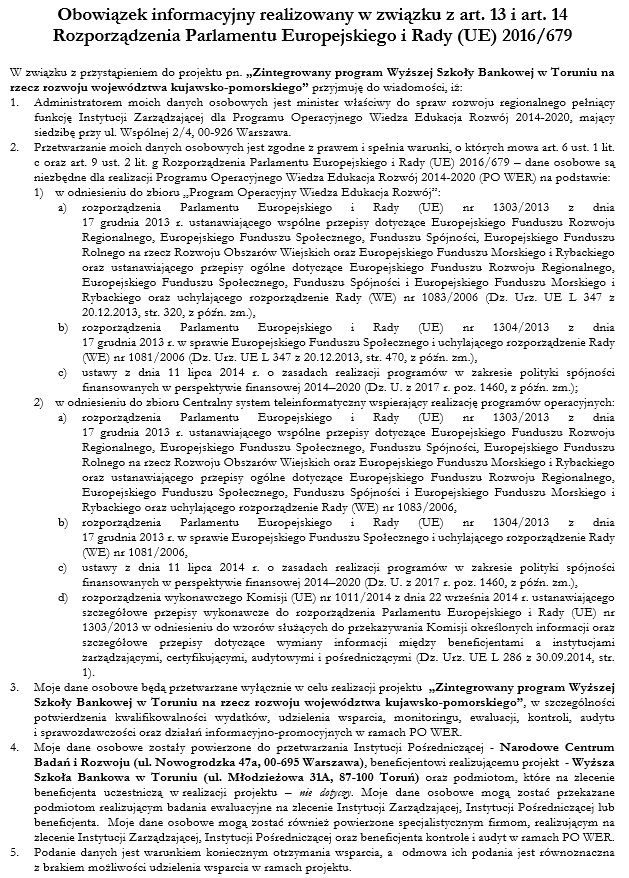 Obowiązek informacyjny realizowany w związku z art. 13 i art. 14
Rozporządzenia Parlamentu Europejskiego i Rady (UE) 2016/679
W związku z przystąpieniem do projektu pn. „Zintegrowany program Wyższej Szkoły Bankowej w Toruniu na
rzecz rozwoju województwa kujawsko-pomorskiego” przyjmuję do wiadomości, iż:
1. Administratorem moich danych osobowych jest minister właściwy do spraw rozwoju regionalnego pełniący
funkcję Instytucji Zarządzającej dla Programu Operacyjnego Wiedza Edukacja Rozwój 2014-2020, mający
siedzibę przy ul. Wspólnej 2/4, 00-926 Warszawa.
2. Przetwarzanie moich danych osobowych jest zgodne z prawem i spełnia warunki, o których mowa art. 6 ust. 1 lit.
c oraz art. 9 ust. 2 lit. g Rozporządzenia Parlamentu Europejskiego i Rady (UE) 2016/679 – dane osobowe są
niezbędne dla realizacji Programu Operacyjnego Wiedza Edukacja Rozwój 2014-2020 (PO WER) na podstawie:
1) w odniesieniu do zbioru „Program Operacyjny Wiedza Edukacja Rozwój”:
a) rozporządzenia Parlamentu Europejskiego i Rady (UE) nr 1303/2013 z dnia
17 grudnia 2013 r. ustanawiającego wspólne przepisy dotyczące Europejskiego Funduszu Rozwoju
Regionalnego, Europejskiego Funduszu Społecznego, Funduszu Spójności, Europejskiego Funduszu
Rolnego na rzecz Rozwoju Obszarów Wiejskich oraz Europejskiego Funduszu Morskiego i Rybackiego
oraz ustanawiającego przepisy ogólne dotyczące Europejskiego Funduszu Rozwoju Regionalnego,
Europejskiego Funduszu Społecznego, Funduszu Spójności i Europejskiego Funduszu Morskiego i
Rybackiego oraz uchylającego rozporządzenie Rady (WE) nr 1083/2006 (Dz. Urz. UE L 347 z
20.12.2013, str. 320, z późn. zm.),
b) rozporządzenia Parlamentu Europejskiego i Rady (UE) nr 1304/2013 z dnia
17 grudnia 2013 r. w sprawie Europejskiego Funduszu Społecznego i uchylającego rozporządzenie Rady
(WE) nr 1081/2006 (Dz. Urz. UE L 347 z 20.12.2013, str. 470, z późn. zm.),
c) ustawy z dnia 11 lipca 2014 r. o zasadach realizacji programów w zakresie polityki spójności
finansowanych w perspektywie finansowej 2014–2020 (Dz. U. z 2017 r. poz. 1460, z późn. zm.);
2) w odniesieniu do zbioru Centralny system teleinformatyczny wspierający realizację programów operacyjnych:
a) rozporządzenia Parlamentu Europejskiego i Rady (UE) nr 1303/2013 z dnia
17 grudnia 2013 r. ustanawiającego wspólne przepisy dotyczące Europejskiego Funduszu Rozwoju
Regionalnego, Europejskiego Funduszu Społecznego, Funduszu Spójności, Europejskiego Funduszu
Rolnego na rzecz Rozwoju Obszarów Wiejskich oraz Europejskiego Funduszu Morskiego i Rybackiego
oraz ustanawiającego przepisy ogólne dotyczące Europejskiego Funduszu Rozwoju Regionalnego,
Europejskiego Funduszu Społecznego, Funduszu Spójności i Europejskiego Funduszu Morskiego i
Rybackiego oraz uchylającego rozporządzenie Rady (WE) nr 1083/2006,
b) rozporządzenia Parlamentu Europejskiego i Rady (UE) nr 1304/2013 z dnia
17 grudnia 2013 r. w sprawie Europejskiego Funduszu Społecznego i uchylającego rozporządzenie Rady
(WE) nr 1081/2006,
c) ustawy z dnia 11 lipca 2014 r. o zasadach realizacji programów w zakresie polityki spójności
finansowanych w perspektywie finansowej 2014–2020 (Dz. U. z 2017 r. poz. 1460, z późn. zm.),
d) rozporządzenia wykonawczego Komisji (UE) nr 1011/2014 z dnia 22 września 2014 r. ustanawiającego
szczegółowe przepisy wykonawcze do rozporządzenia Parlamentu Europejskiego i Rady (UE) nr
1303/2013 w odniesieniu do wzorów służących do przekazywania Komisji określonych informacji oraz
szczegółowe przepisy dotyczące wymiany informacji między beneficjentami a instytucjami
zarządzającymi, certyfikującymi, audytowymi i pośredniczącymi (Dz. Urz. UE L 286 z 30.09.2014, str.
1).
3. Moje dane osobowe będą przetwarzane wyłącznie w celu realizacji projektu „Zintegrowany program Wyższej
Szkoły Bankowej w Toruniu na rzecz rozwoju województwa kujawsko-pomorskiego”, w szczególności
potwierdzenia kwalifikowalności wydatków, udzielenia wsparcia, monitoringu, ewaluacji, kontroli, audytu
i sprawozdawczości oraz działań informacyjno-promocyjnych w ramach PO WER.
4. Moje dane osobowe zostały powierzone do przetwarzania Instytucji Pośredniczącej - Narodowe Centrum
Badań i Rozwoju (ul. Nowogrodzka 47a, 00-695 Warszawa), beneficjentowi realizującemu projekt - Wyższa
Szkoła Bankowa w Toruniu (ul. Młodzieżowa 31A, 87-100 Toruń) oraz podmiotom, które na zlecenie
beneficjenta uczestniczą w realizacji projektu – nie dotyczy. Moje dane osobowe mogą zostać przekazane
podmiotom realizującym badania ewaluacyjne na zlecenie Instytucji Zarządzającej, Instytucji Pośredniczącej lub
beneficjenta. Moje dane osobowe mogą zostać również powierzone specjalistycznym firmom, realizującym na
zlecenie Instytucji Zarządzającej, Instytucji Pośredniczącej oraz beneficjenta kontrole i audyt w ramach PO WER.
5. Podanie danych jest warunkiem koniecznym otrzymania wsparcia, a odmowa ich podania jest równoznaczna
z brakiem możliwości udzielenia wsparcia w ramach projektu.